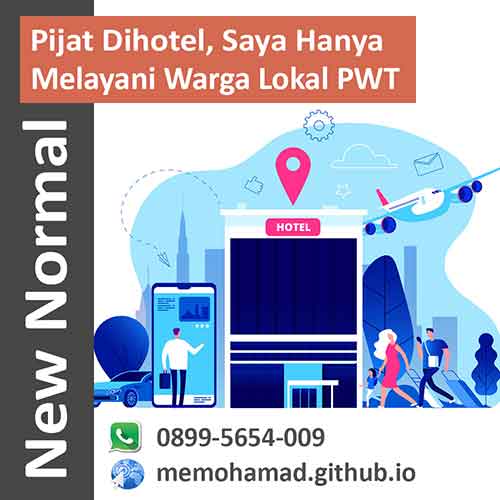 Pijat Dihotel, Saya Hanya
Melayani Warga Lokal PWT
New Normal
HOTEL
0899-5654-009
memohamad.github.io